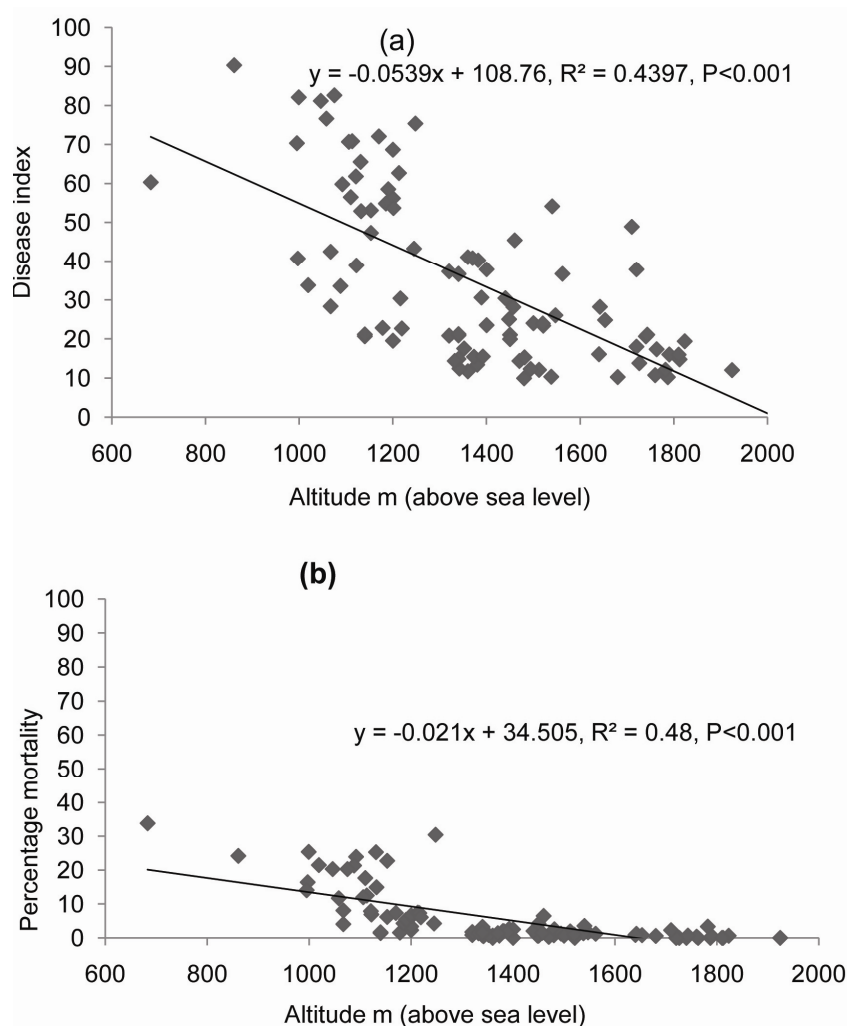 (a)
y = -0.0539x + 108.76, R² = 0.4397, P<0.001
100
90
80
70
60
50
40
30
20
10
0
Disease index
600 800 1000 1200 1400 1600 1800 2000
Altitude m (above sea level)
(b)
y = -0.021x + 34.505, R² = 0.48, P<0.001
100
90
80
70
60
50
40
30
20
10
0
Percentage mortality
600 800 1000 1200 1400 1600 1800 2000
Altitude m (above sea level)